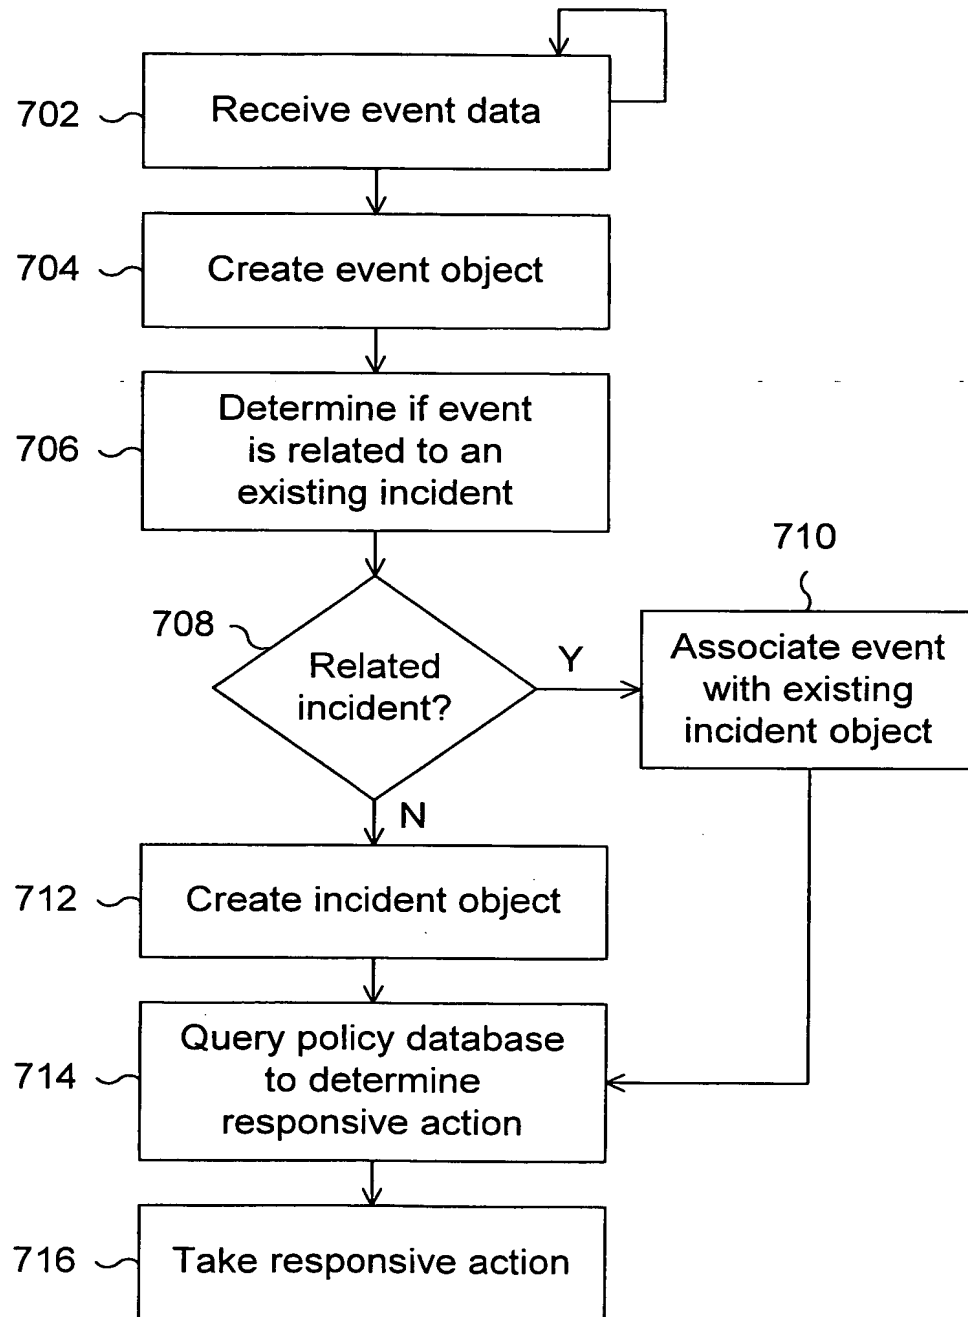 702
Receive event data
704
Create event object
706
Determine if event
is related to an
existing incident
708
Related
incident?
Y
710
Associate event
with existing
incident object
N
712
Create incident object
714
Query policy database
to determine
responsive action
716
Take responsive action